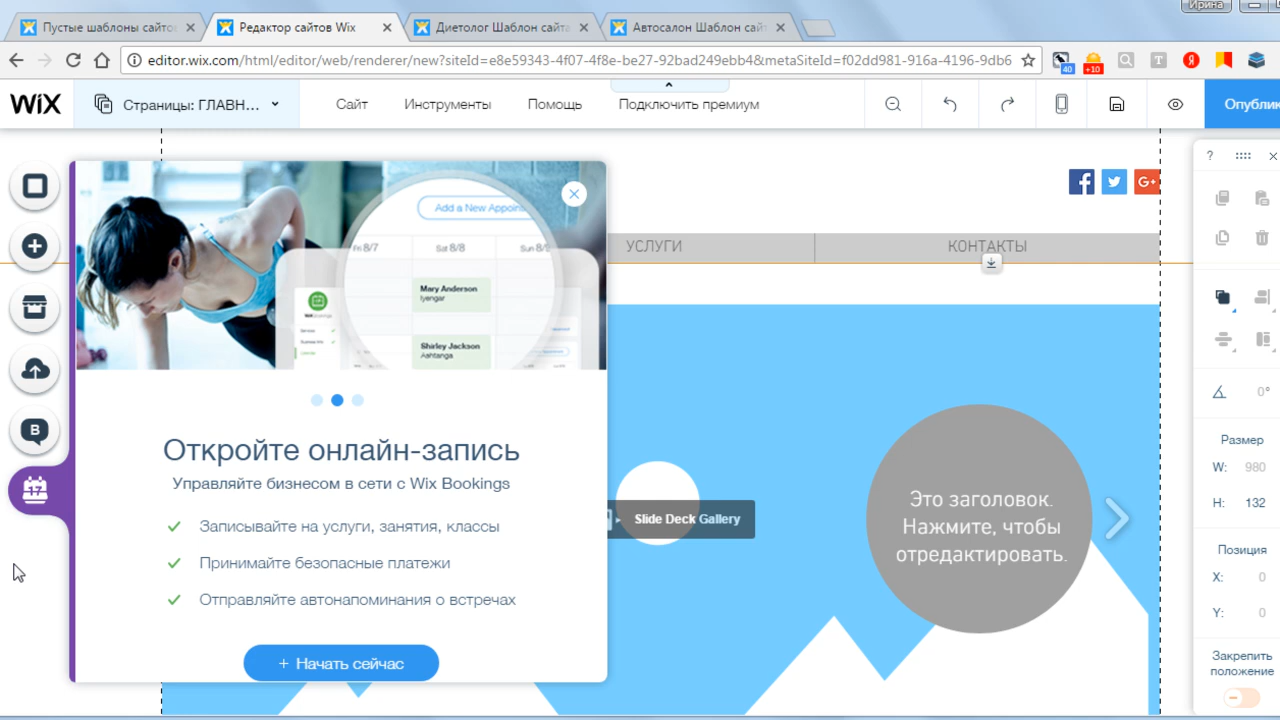 Ирина
Пустые шаблоны сайтов
Редактор сайтов Wix
Диетолог Шаблон сайта
Автосалон Шаблон сайт
editor.wix.com/html/editor/web/renderer/new?siteId=e8e59343-4f07-4f8e-be27-92bad249ebb4&metaSiteId=f02dd981-916a-4196-9db6
40
+10
T
Я
WiX
Страницы: ГЛАВН...
Сайт
Инструменты
Помощь
Подключить премиум
Опублик
Add a New Appoin
Fri 8/7
Sat 8/8
Sun 8/9
Mary Anderson
Iyengar
Shirley Jackson
Ashtanga
G+
?
УСЛУГИ
КОНТАКТЫ
B
17
Откройте онлайн-запись
Управляйте бизнесом в сети с Wix Bookings
Записывайте на услуги, занятия, классы
Принимайте безопасные платежи
Отправляйте автонапоминания о встречах
+ Начать сейчас
Slide Deck Gallery
Это заголовок.
Нажмите, чтобы
отредактировать.
0°
Размер
W: 980
H: 132
Позиция
X: 0
Y: 0
Закрепить
положение